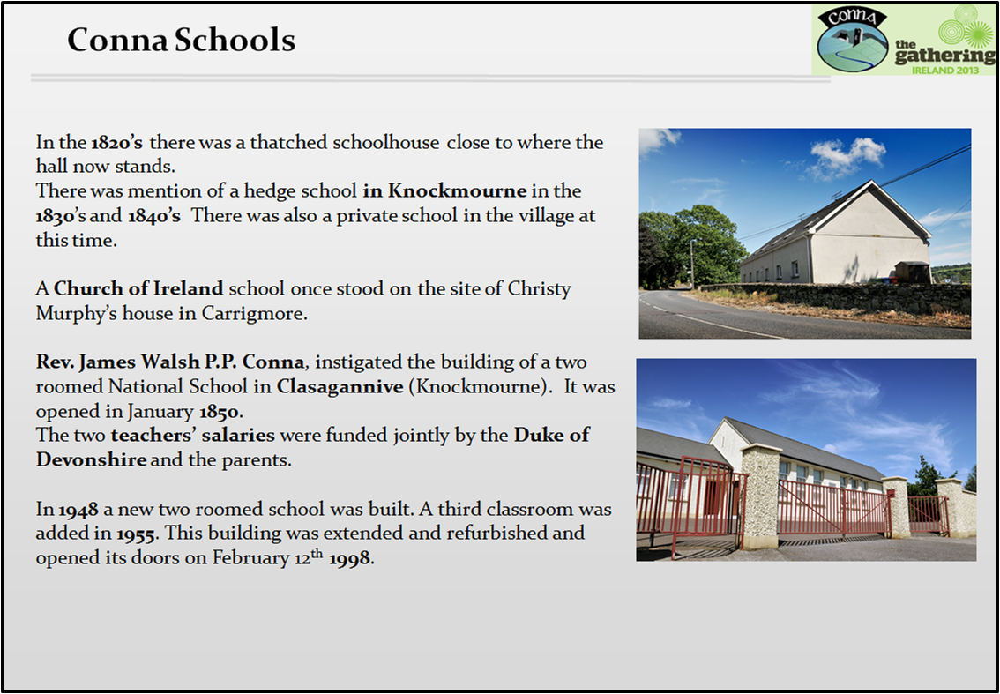 Conna Schools
CONNA
the
gathering
IRELAND 2013
In the 1820’s there was a thatched schoolhouse close to where the
hall now stands.
There was mention of a hedge school in Knockmourne in the
1830’s and 1840’s There was also a private school in the village at
this time.
A Church of Ireland school once stood on the site of Christy
Murphy’s house in Carrigmore.
Rev. James Walsh P.P. Conna, instigated the building of a two
roomed National School in Clasagannive (Knockmourne). It was
opened in January 1850.
The two teachers’ salaries were funded jointly by the Duke of
Devonshire and the parents.
In 1948 a new two roomed school was built. A third classroom was
added in 1955. This building was extended and refurbished and
opened its doors on February 12th 1998.